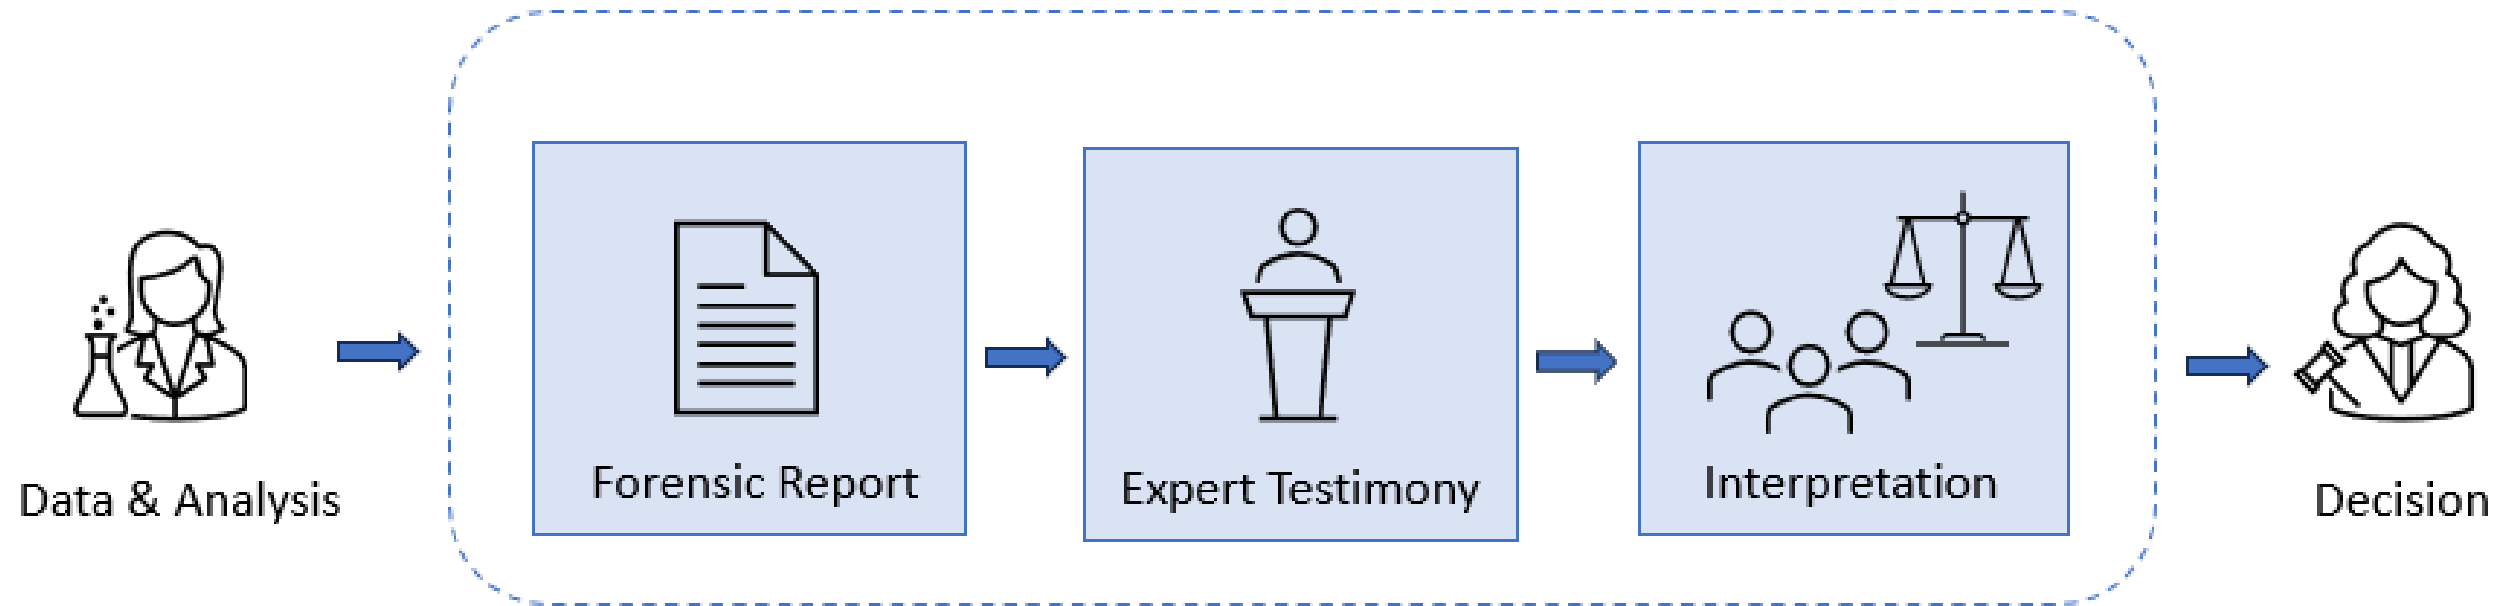 Data & Analysis
Forensic Report
Expert Testimony
Interpretation
Decision